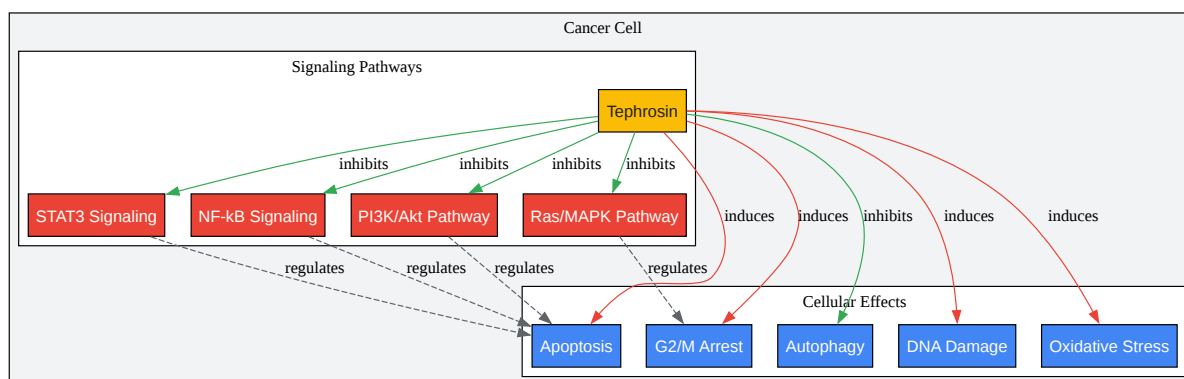 Cancer Cell
Signaling Pathways
Tephrosin
inhibits
inhibits
inhibits
inhibits
STAT3 Signaling
NF-kB Signaling
PI3K/Akt Pathway
Ras/MAPK Pathway
induces
induces
inhibits
induces
induces
regulates
regulates
regulates
regulates
Cellular Effects
Apoptosis
G2/M Arrest
Autophagy
DNA Damage
Oxidative Stress